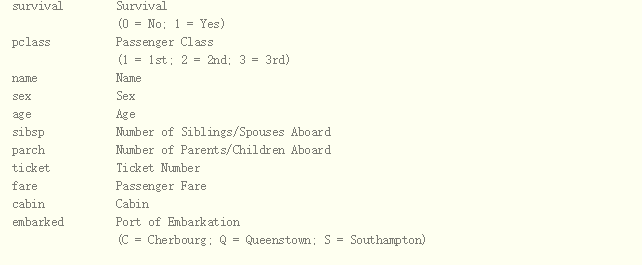 survival Survival
(0 = No; 1 = Yes)
pclass Passenger Class
(1 = 1st; 2 = 2nd; 3 = 3rd)
name Name
sex Sex
age Age
sibsp Number of Siblings/Spouses Aboard
parch Number of Parents/Children Aboard
ticket Ticket Number
fare Passenger Fare
cabin Cabin
embarked Port of Embarkation
(C = Cherbourg; Q = Queenstown; S = Southampton)